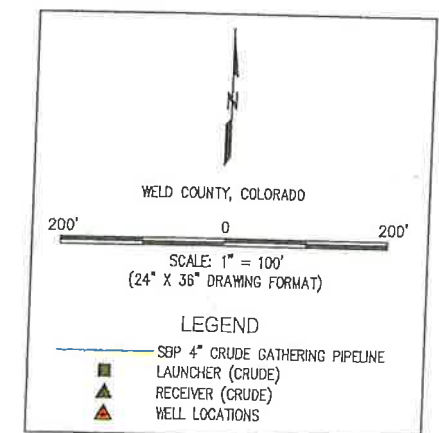 N
WELD COUNTY, COLORADO
200' 0 200'
SCALE: 1" = 100'
(24" X 36" DRAWING FORMAT)
LEGEND
SBP 4" CRUDE GATHERING PIPELINE
LAUNCHER (CRUDE)
RECEIVER (CRUDE)
WELL LOCATIONS